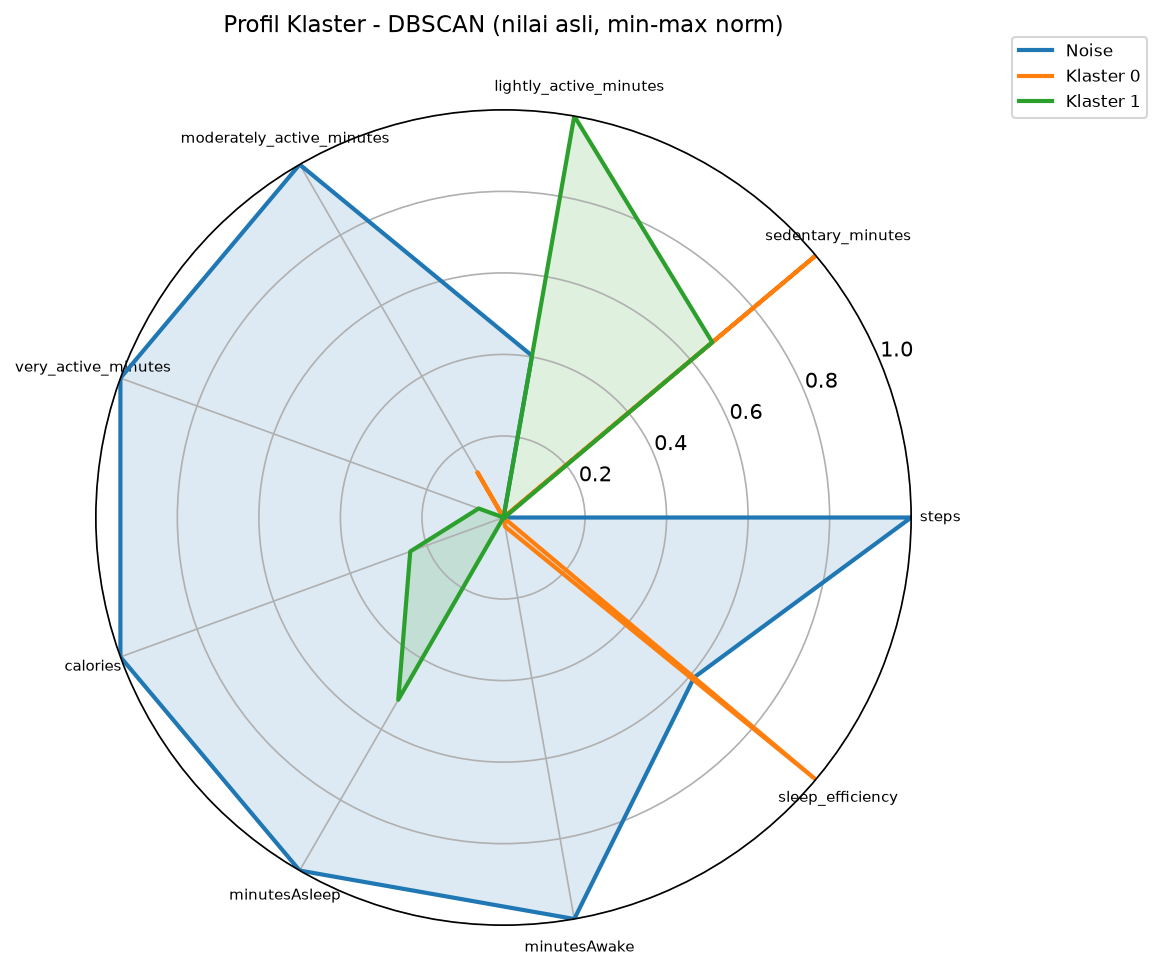 Profil Klaster - DBSCAN (nilai asli, min-max norm)
Noise
Klaster 0
Klaster 1
lightly_active_minutes
moderately_active_minutes
sedentary_minutes
1.0
very_active_minutes
0.8
0.6
0.4
0.2
steps
calories
sleep_efficiency
minutesAsleep
minutesAwake